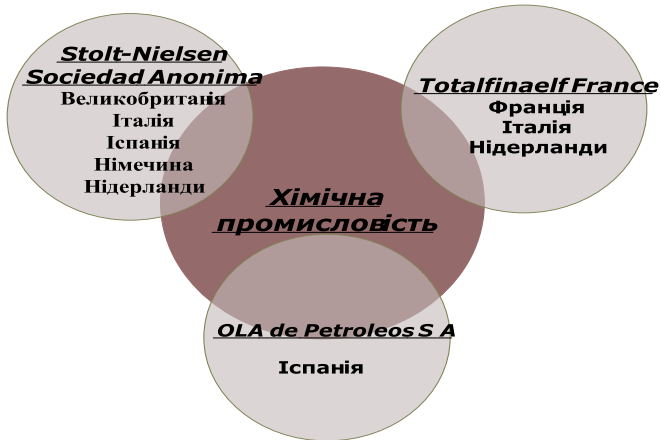 Stolt-Nielsen
Sociedad Anonima
Великобританія
Італія
Іспанія
Німечина
Нідерланди
Totalfinaelf France
Франція
Італія
Нідерланди
Хімічна
промисловість
OLA de Petroleos S A
Іспанія